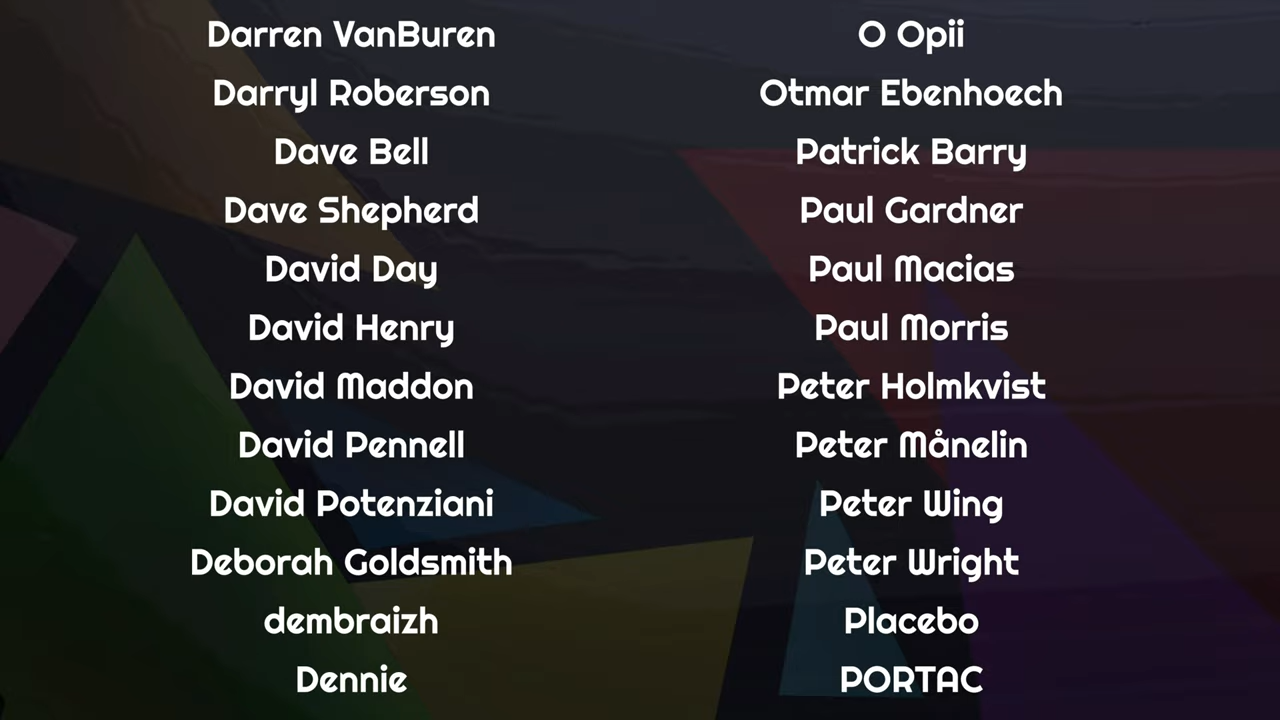 Darren VanBuren
Darryl Roberson
Dave Bell
Dave Shepherd
David Day
David Henry
David Maddon
David Pennell
David Potenziani
Deborah Goldsmith
dembraizh
Dennie
O Opii
Otmar Ebenhoech
Patrick Barry
Paul Gardner
Paul Macias
Paul Morris
Peter Holmkvist
Peter Månelin
Peter Wing
Peter Wright
Placebo
PORTAC